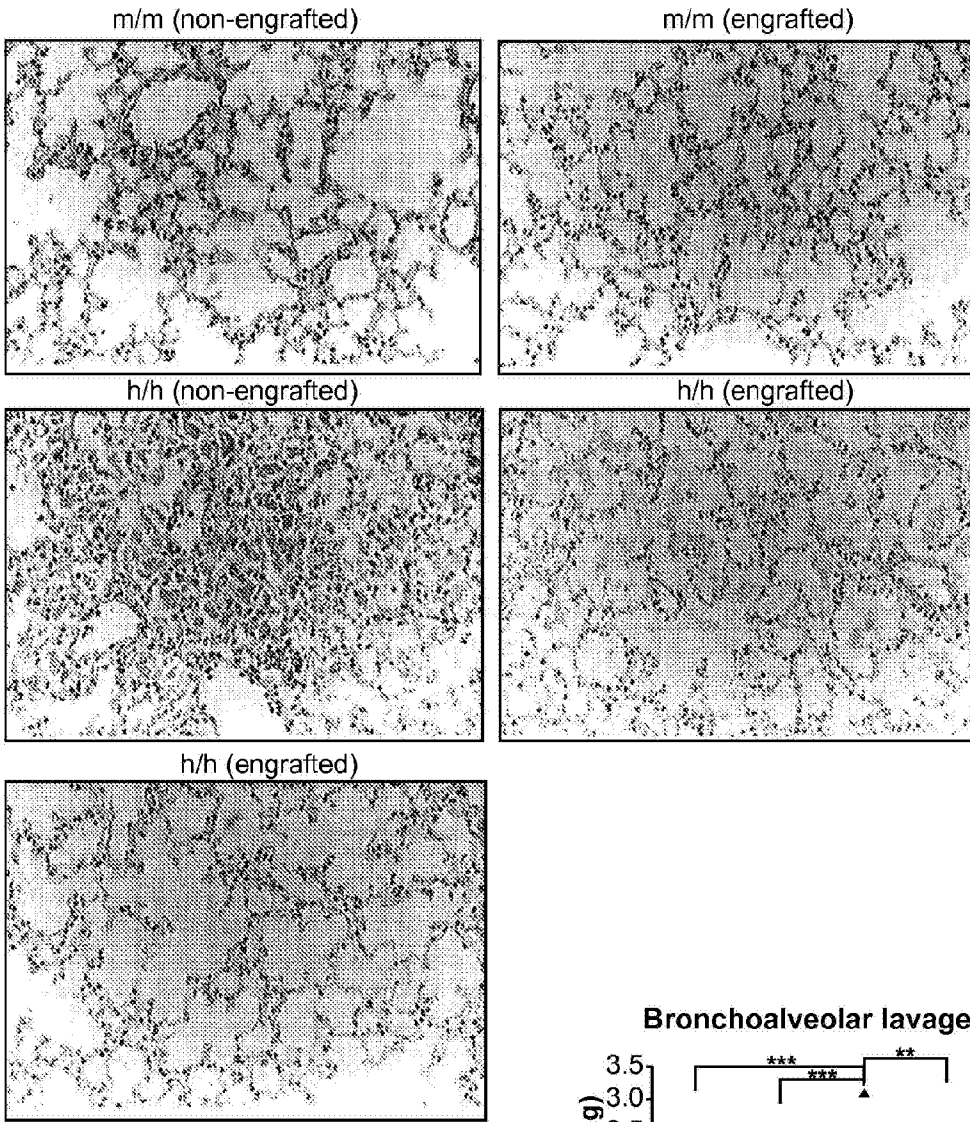 m/m (non-engrafted)
m/m (engrafted)
h/h (non-engrafted)
h/h (engrafted)
h/h (engrafted)
Bronchoalveolar lavage
*** **
***
3.5
3.0
g)